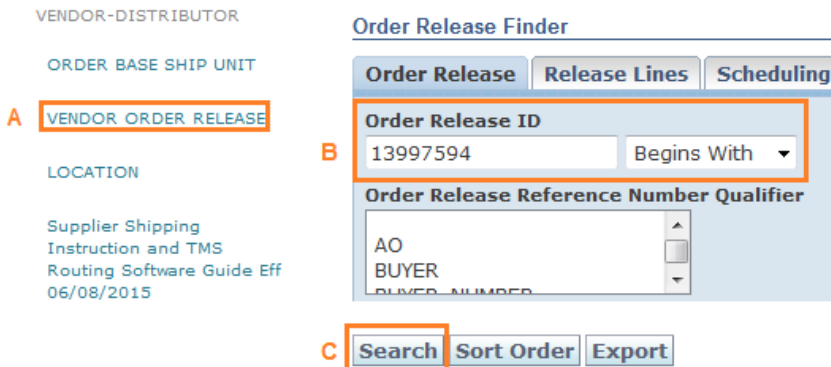 VENDOR-DISTRIBUTOR
ORDER BASE SHIP UNIT
A VENDOR ORDER RELEASE
LOCATION
Supplier Shipping
Instruction and TMS
Routing Software Guide Eff
06/08/2015
Order Release Finder
Order Release Release Lines Scheduling
Order Release ID
B 13997594 Begins With
Order Release Reference Number Qualifier
AO
BUYER
BUYER_NUMBER
C Search Sort Order Export